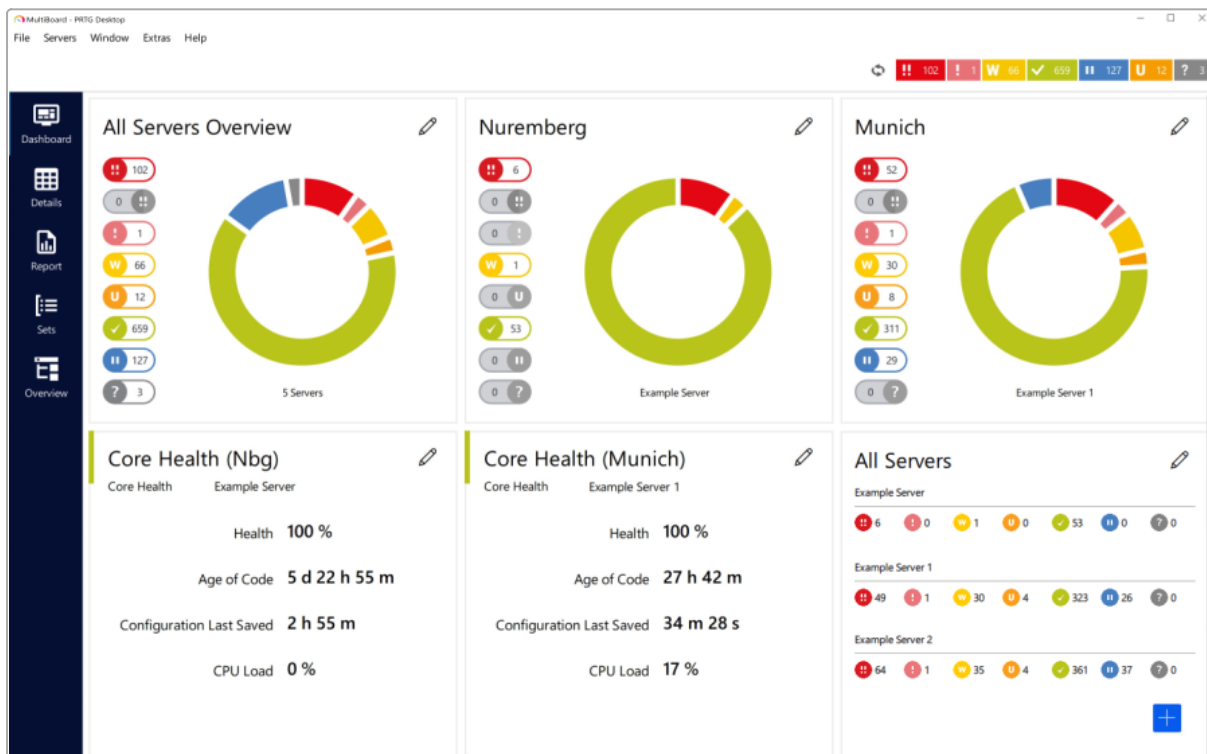 MultiBoard - PRTG Desktop
File Servers Window Extras Help
!! 102 ! 1 W 66 659 127 U 12 ? 3
Dashboard
Details
Report
Sets
Overview
All Servers Overview
!! 102
0 !!
! 1
W 66
U 12
659
127
? 3
5 Servers
Nuremberg
!! 6
0 !!
0 !
W 1
0 U
53
0
0 ?
Example Server
Munich
!! 52
0 !!
! 1
W 30
U 8
311
29
0 ?
Example Server 1
Core Health (Nbg)
Core Health Example Server
Health 100 %
Age of Code 5 d 22 h 55 m
Configuration Last Saved 2 h 55 m
CPU Load 0 %
Core Health (Munich)
Core Health Example Server 1
Health 100 %
Age of Code 27 h 42 m
Configuration Last Saved 34 m 28 s
CPU Load 17 %
All Servers
Example Server
!! 6 ! 0 W 1 U 0 53 0 ? 0
Example Server 1
!! 49 ! 1 W 30 U 4 323 26 ? 0
Example Server 2
!! 64 ! 1 W 35 U 4 361 37 ? 0